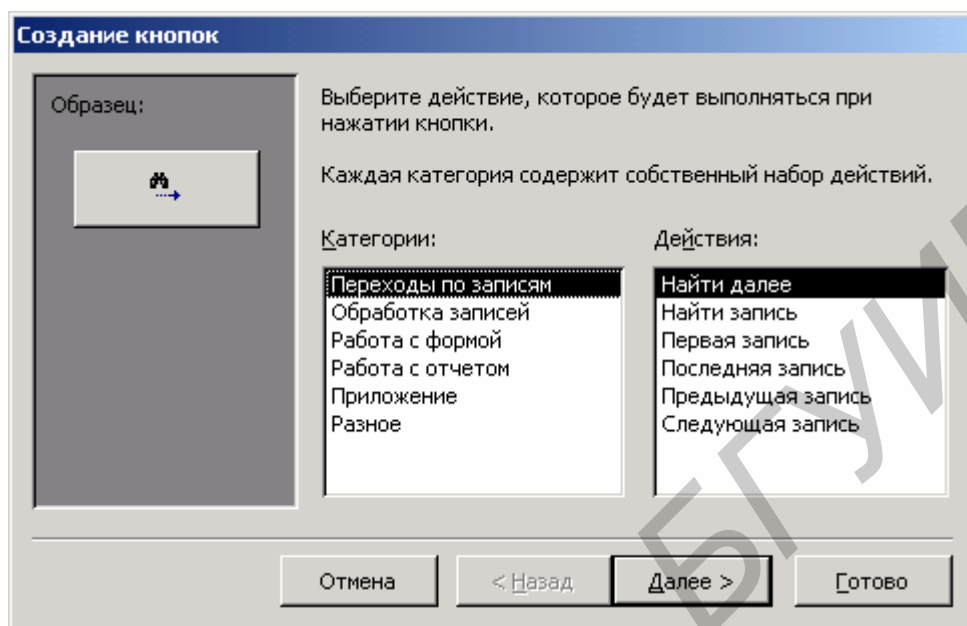 Создание кнопок
Образец:
Выберите действие, которое будет выполняться при
нажатии кнопки.
Каждая категория содержит собственный набор действий.
Категории:
Переходы по записям
Обработка записей
Работа с формой
Работа с отчетом
Приложение
Разное
Действия:
Найти далее
Найти запись
Первая запись
Последняя запись
Предыдущая запись
Следующая запись
Отмена
< Назад
Далее >
Готово